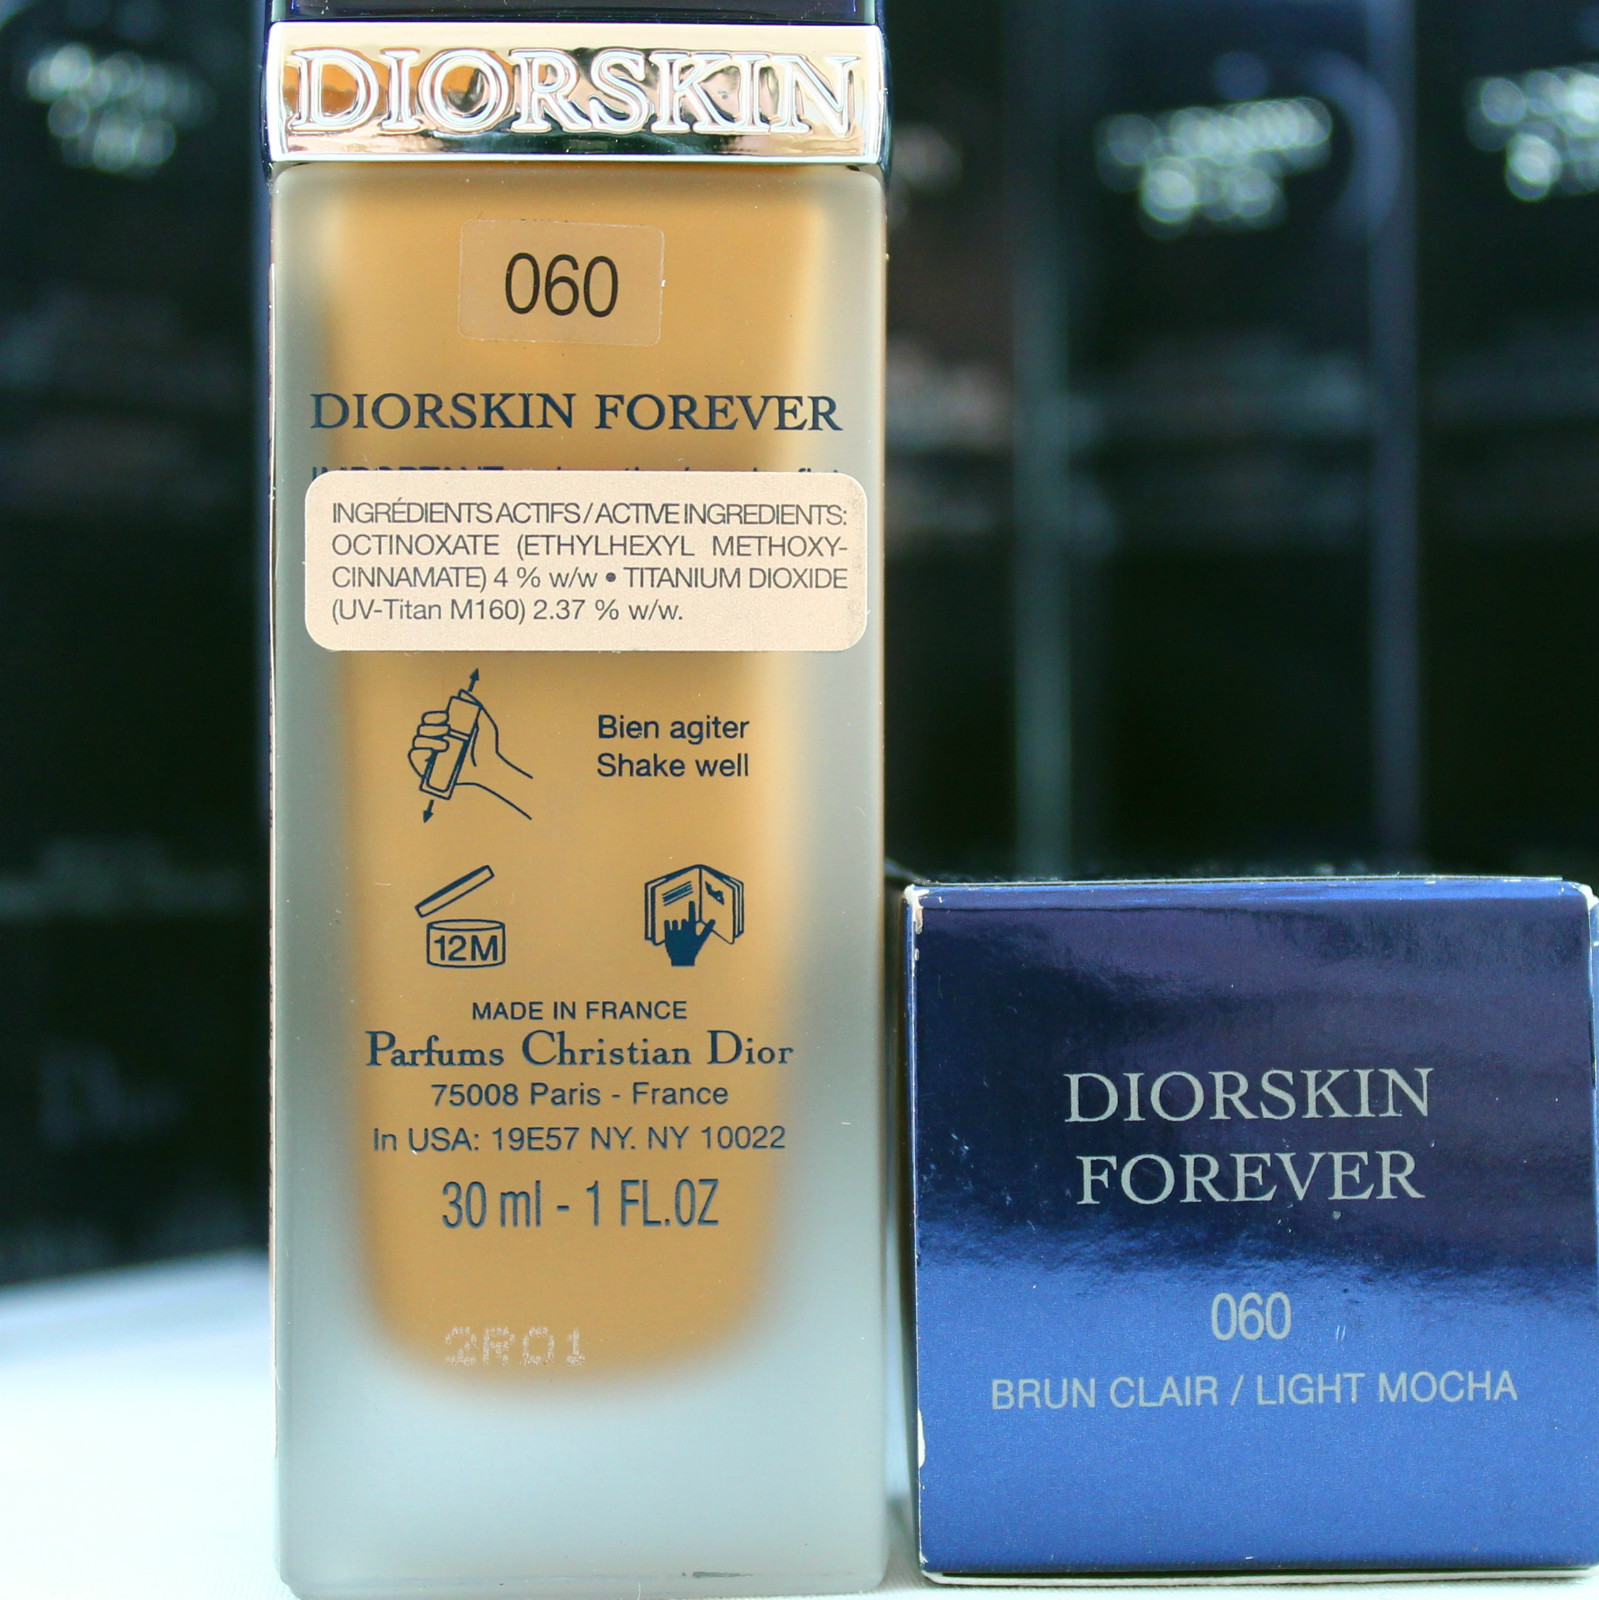 DIORSKIN
060
DIORSKIN FOREVER
INGRÉDIENTS ACTIFS / ACTIVE INGREDIENTS:
OCTINOXATE (ETHYLHEXYL METHOXY-
CINNAMATE) 4 % w/w • TITANIUM DIOXIDE
(UV-Titan M160) 2.37 % w/w.
Bien agiter
Shake well
12M
MADE IN FRANCE
Parfums Christian Dior
75008 Paris - France
In USA: 19E57 NY. NY 10022
30 ml - 1 FL.OZ
2R01
DIORSKIN
FOREVER
060
BRUN CLAIR / LIGHT MOCHA